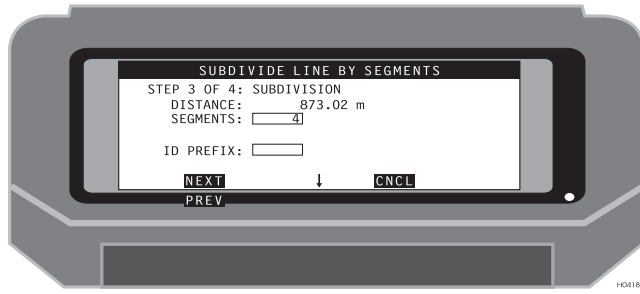 SUBDIVIDE LINE BY SEGMENTS
STEP 3 OF 4: SUBDIVISION
DISTANCE: 873.02 m
SEGMENTS: 4
ID PREFIX:
NEXT ↓ CNCL
PREV
H0418